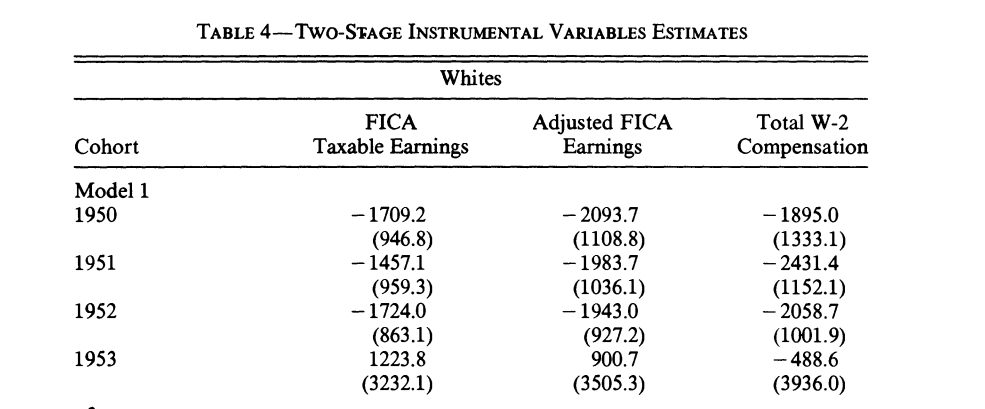 TABLE 4—TWO-STAGE INSTRUMENTAL VARIABLES ESTIMATES
Whites
FICA Adjusted FICA Total W-2
Cohort Taxable Earnings Earnings Compensation
Model 1
1950 −1709.2 −2093.7 −1895.0
(946.8) (1108.8) (1333.1)
1951 −1457.1 −1983.7 −2431.4
(959.3) (1036.1) (1152.1)
1952 −1724.0 −1943.0 −2058.7
(863.1) (927.2) (1001.9)
1953 1223.8 900.7 −488.6
(3232.1) (3505.3) (3936.0)